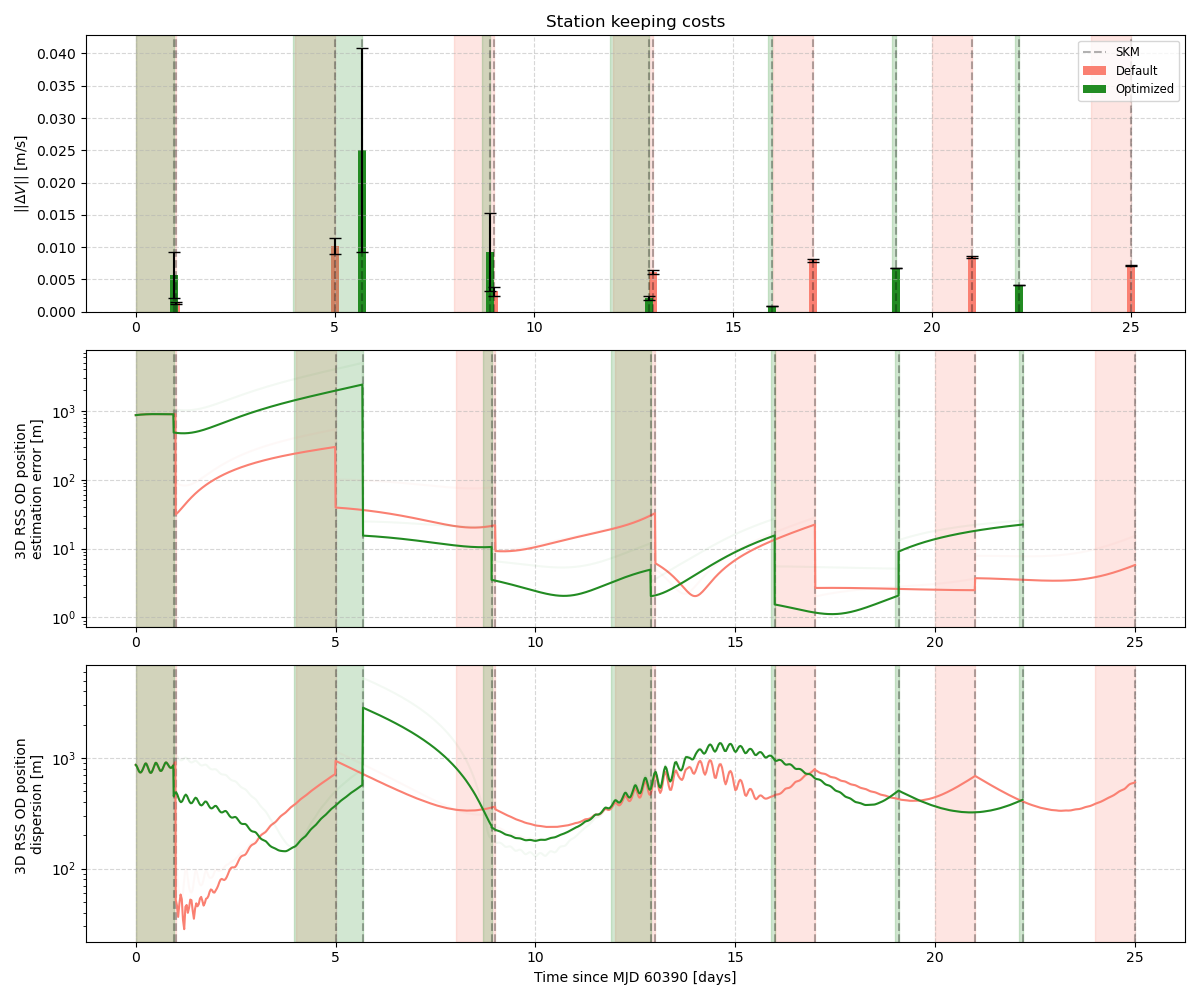 Station keeping costs
||ΔV|| [m/s]
0.040
0.035
0.030
0.025
0.020
0.015
0.010
0.005
0.000
SKM
Default
Optimized
0 5 10 15 20 25
3D RSS OD position
estimation error [m]
10³
10²
10¹
10⁰
0 5 10 15 20 25
3D RSS OD position
dispersion [m]
10³
10²
0 5 10 15 20 25
Time since MJD 60390 [days]